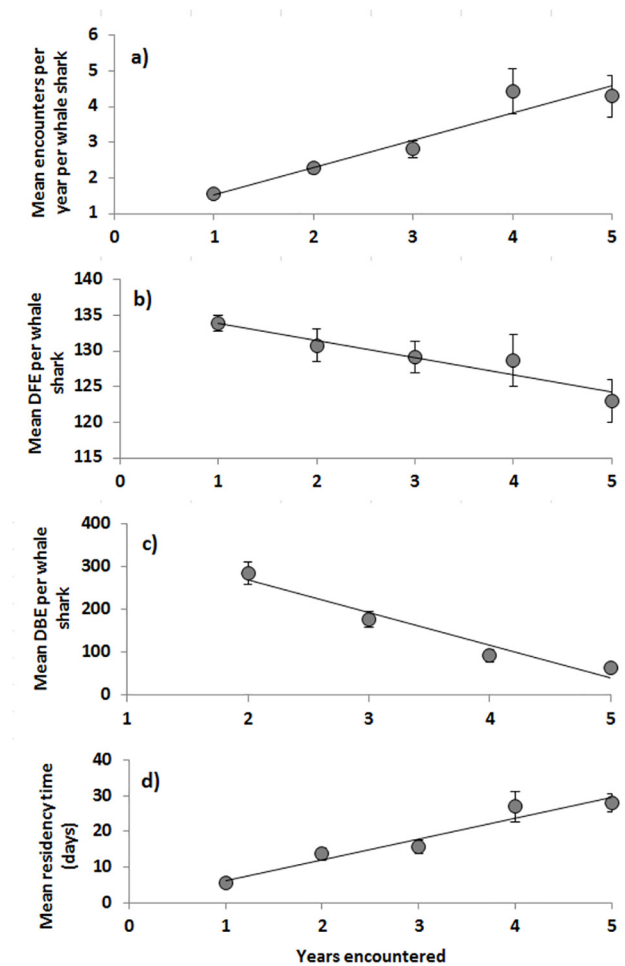 a)
Mean encounters per
year per whale shark
6
5
4
3
2
1
0 1 2 3 4 5
b)
Mean DFE per whale
shark
140
135
130
125
120
115
0 1 2 3 4 5
c)
Mean DBE per whale
shark
400
300
200
100
0
1 2 3 4 5
d)
Mean residency time
(days)
40
30
20
10
0
0 1 2 3 4 5
Years encountered